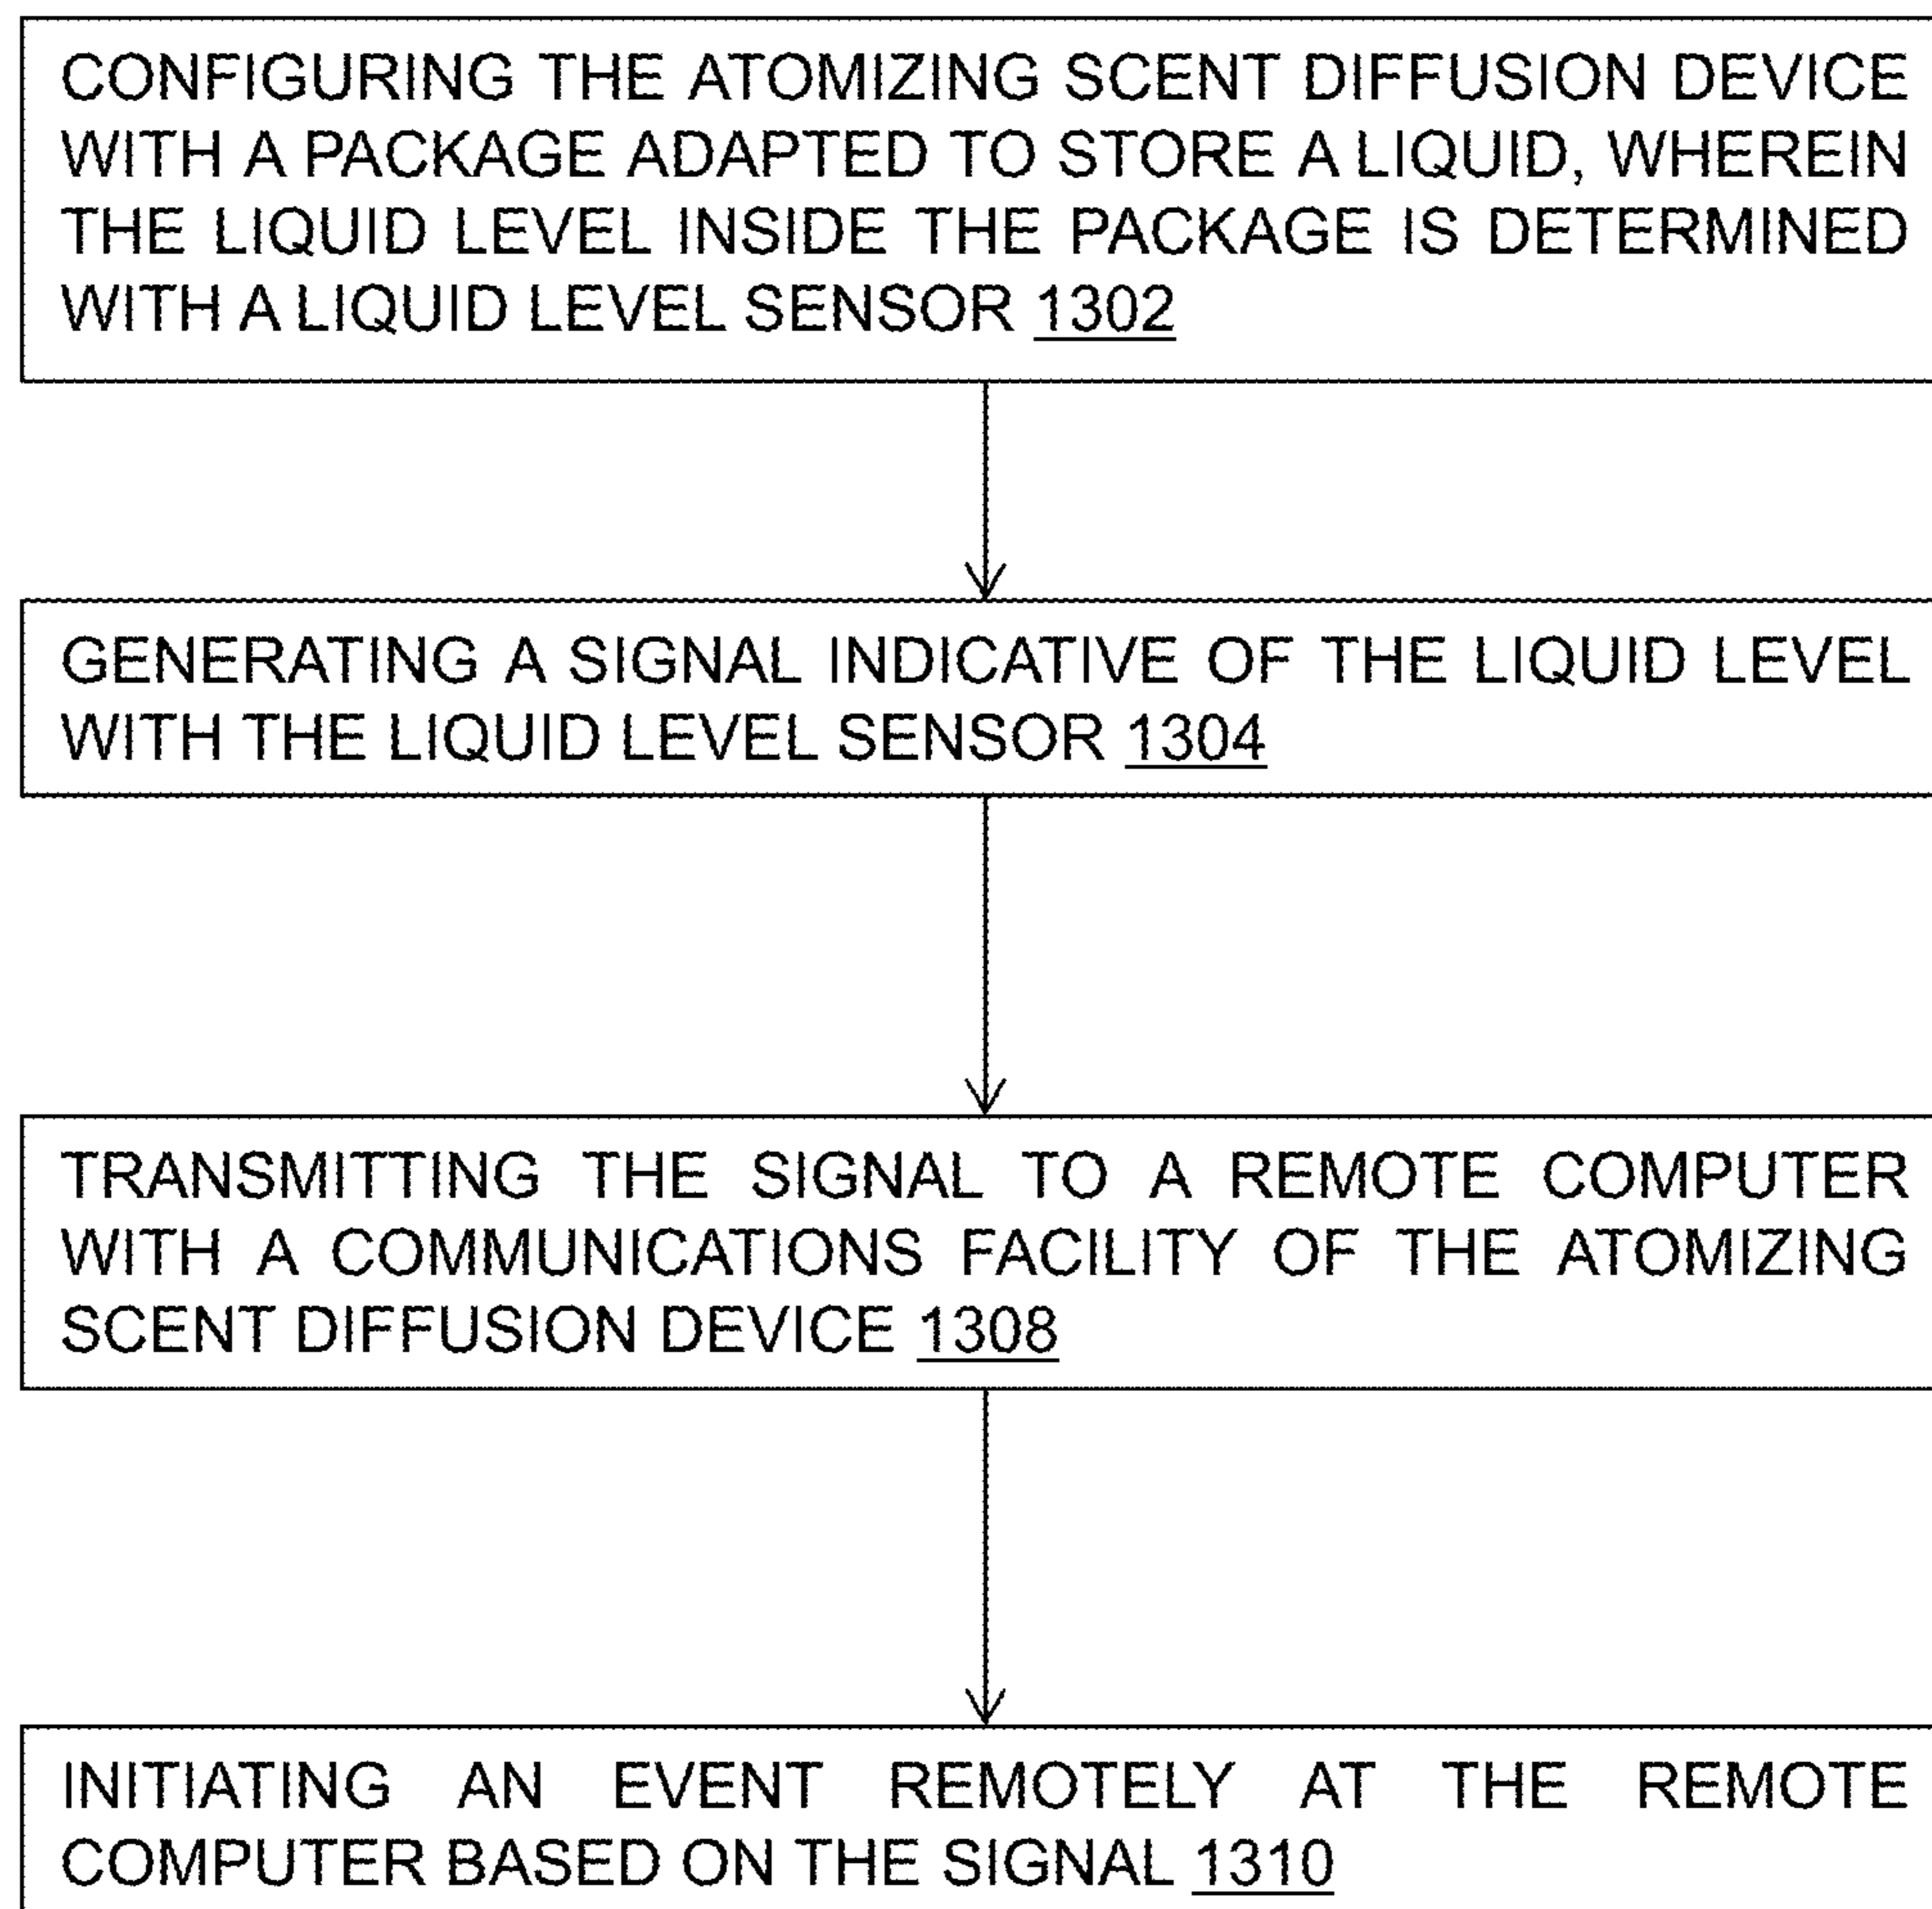 CONFIGURING THE ATOMIZING SCENT DIFFUSION DEVICE
WITH A PACKAGE ADAPTED TO STORE A LIQUID, WHEREIN
THE LIQUID LEVEL INSIDE THE PACKAGE IS DETERMINED
WITH A LIQUID LEVEL SENSOR 1302
GENERATING A SIGNAL INDICATIVE OF THE LIQUID LEVEL
WITH THE LIQUID LEVEL SENSOR 1304
TRANSMITTING THE SIGNAL TO A REMOTE COMPUTER
WITH A COMMUNICATIONS FACILITY OF THE ATOMIZING
SCENT DIFFUSION DEVICE 1308
INITIATING AN EVENT REMOTELY AT THE REMOTE
COMPUTER BASED ON THE SIGNAL 1310